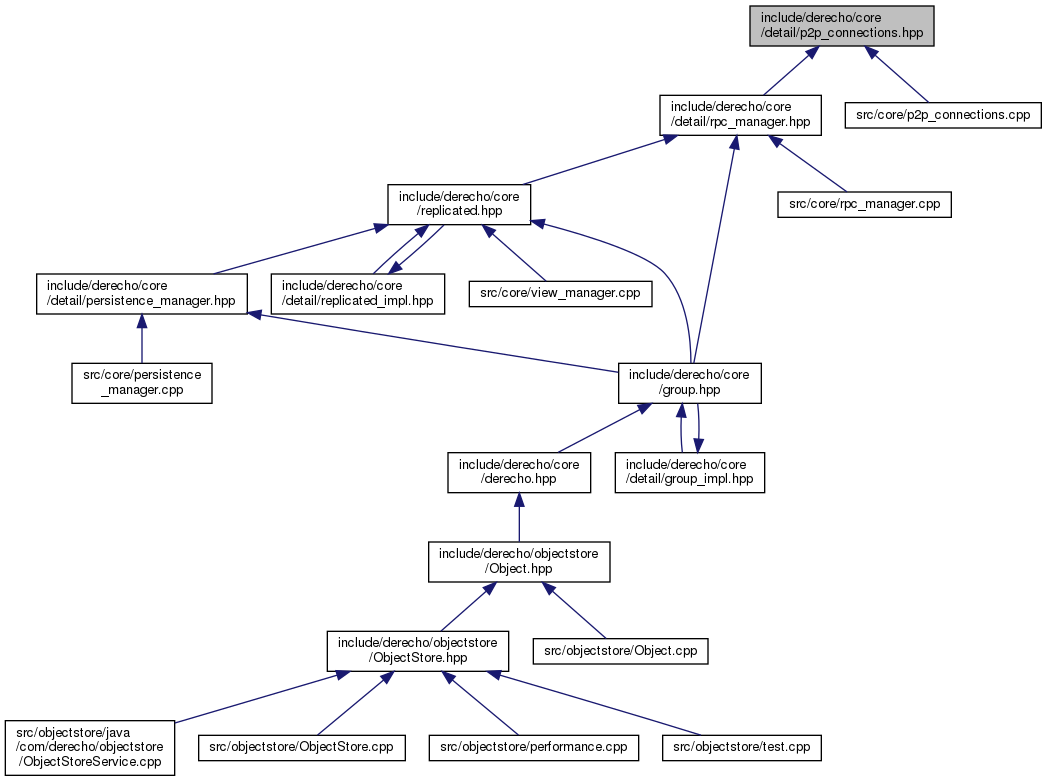 include/derecho/core
/detail/p2p_connections.hpp
include/derecho/core
/detail/rpc_manager.hpp
src/core/p2p_connections.cpp
include/derecho/core
/replicated.hpp
src/core/rpc_manager.cpp
include/derecho/core
/detail/persistence_manager.hpp
include/derecho/core
/detail/replicated_impl.hpp
src/core/view_manager.cpp
src/core/persistence
_manager.cpp
include/derecho/core
/group.hpp
include/derecho/core
/derecho.hpp
include/derecho/core
/detail/group_impl.hpp
include/derecho/objectstore
/Object.hpp
include/derecho/objectstore
/ObjectStore.hpp
src/objectstore/Object.cpp
src/objectstore/java
/com/derecho/objectstore
/ObjectStoreService.cpp
src/objectstore/ObjectStore.cpp
src/objectstore/performance.cpp
src/objectstore/test.cpp